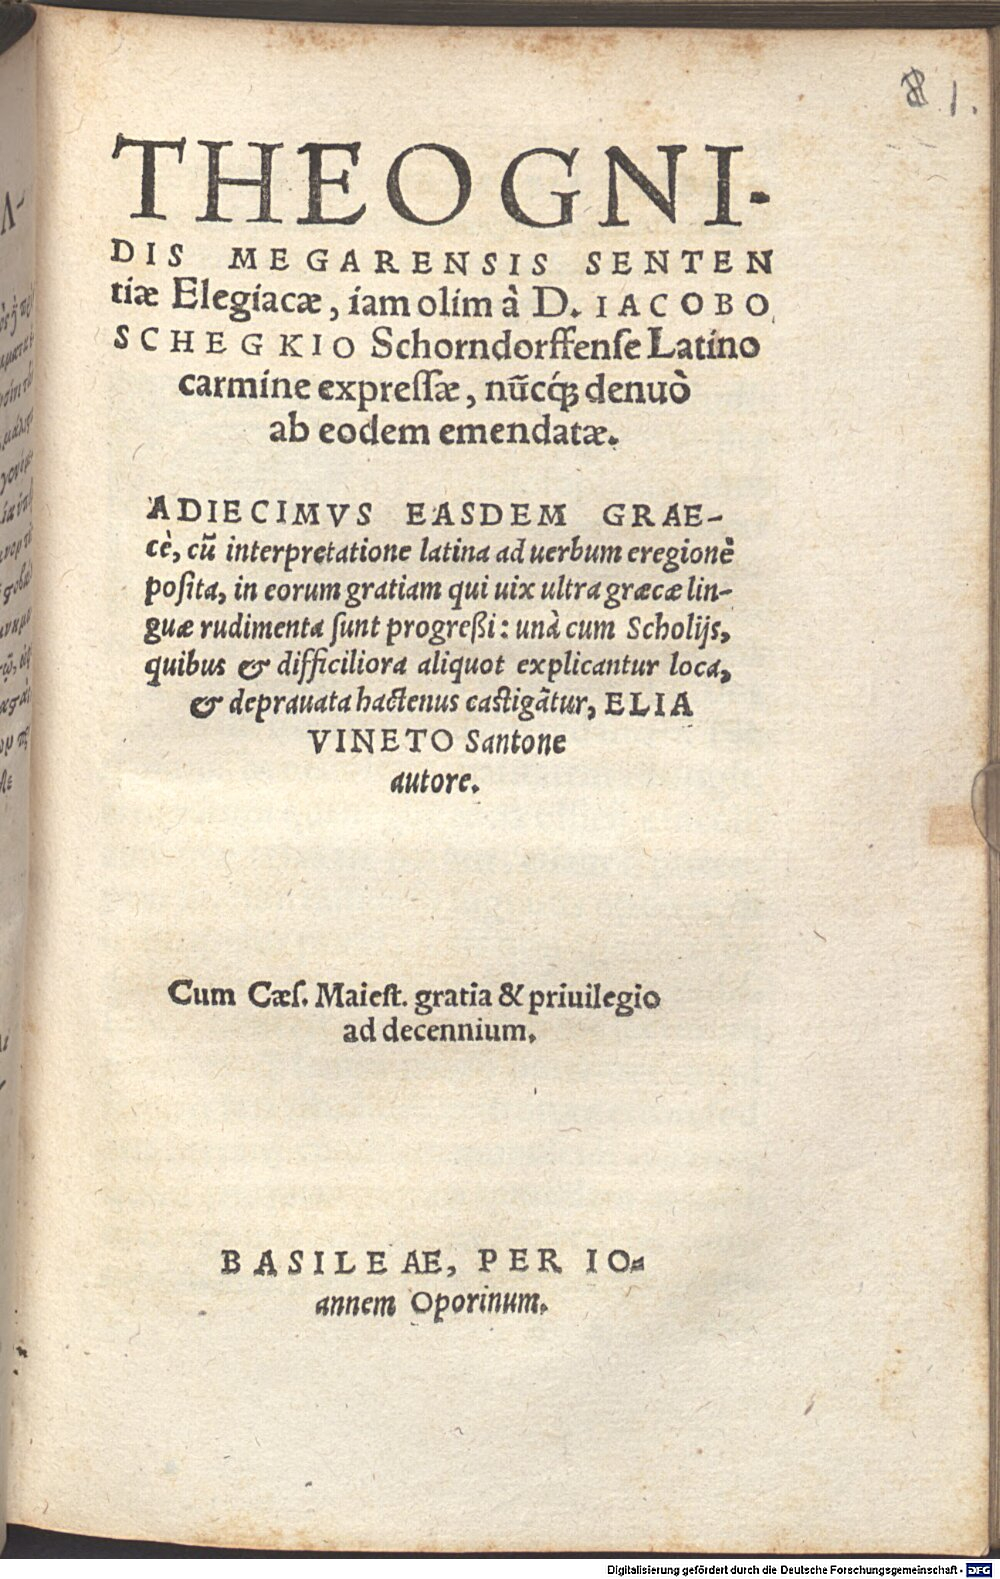 1.
THEOGNI-
DIS MEGARENSIS SENTEN
tiæ Elegiacæ, iam olim à D. IACOBO
SCHEGKIO Schorndorffenſe Latino
carmine expreſſæ, nūcq́ꝫ denuò
ab eodem emendatæ.
ADIECIMVS EASDEM GRAE-
cè, cū interpretatione latina ad uerbum eregione
poſita, in eorum gratiam qui uix ultra græcæ lin-
guæ rudimenta ſunt progreßi: unà cum Scholijs,
quibus & difficiliora aliquot explicantur loca,
& deprauata hactenus caſtigātur, ELIA
VINETO Santone
autore.
Cum Cæſ. Maieſt. gratia & priuilegio
ad decennium.
BASILEAE, PER IO-
annem Oporinum.
Digitalisierung gefördert durch die Deutsche Forschungsgemeinschaft - DFG